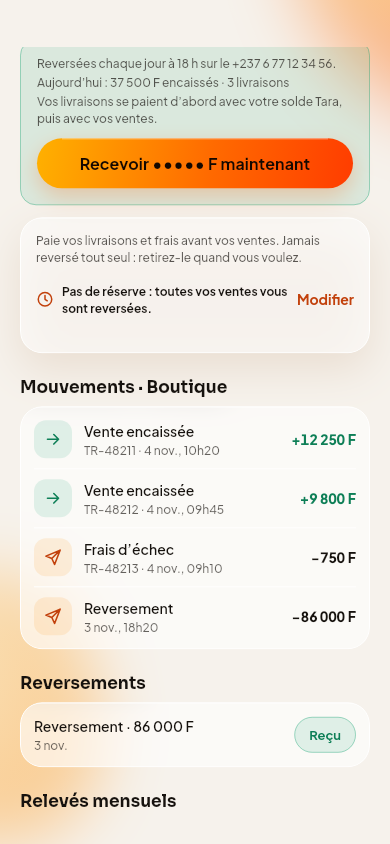 Reversées chaque jour à 18 h sur le +237 6 77 12 34 56.
Aujourd'hui : 37 500 F encaissés · 3 livraisons
Vos livraisons se paient d'abord avec votre solde Tara,
puis avec vos ventes.
Recevoir ••••• F maintenant
Paie vos livraisons et frais avant vos ventes. Jamais
reversé tout seul : retirez-le quand vous voulez.
Pas de réserve : toutes vos ventes vous
sont reversées.
Modifier
Mouvements · Boutique
Vente encaissée
+12 250 F
TR-48211 · 4 nov., 10h20
Vente encaissée
+9 800 F
TR-48212 · 4 nov., 09h45
Frais d’échec
−750 F
TR-48213 · 4 nov., 09h10
Reversement
−86 000 F
3 nov., 18h20
Reversements
Reversement · 86 000 F
3 nov.
Reçu
Relevés mensuels